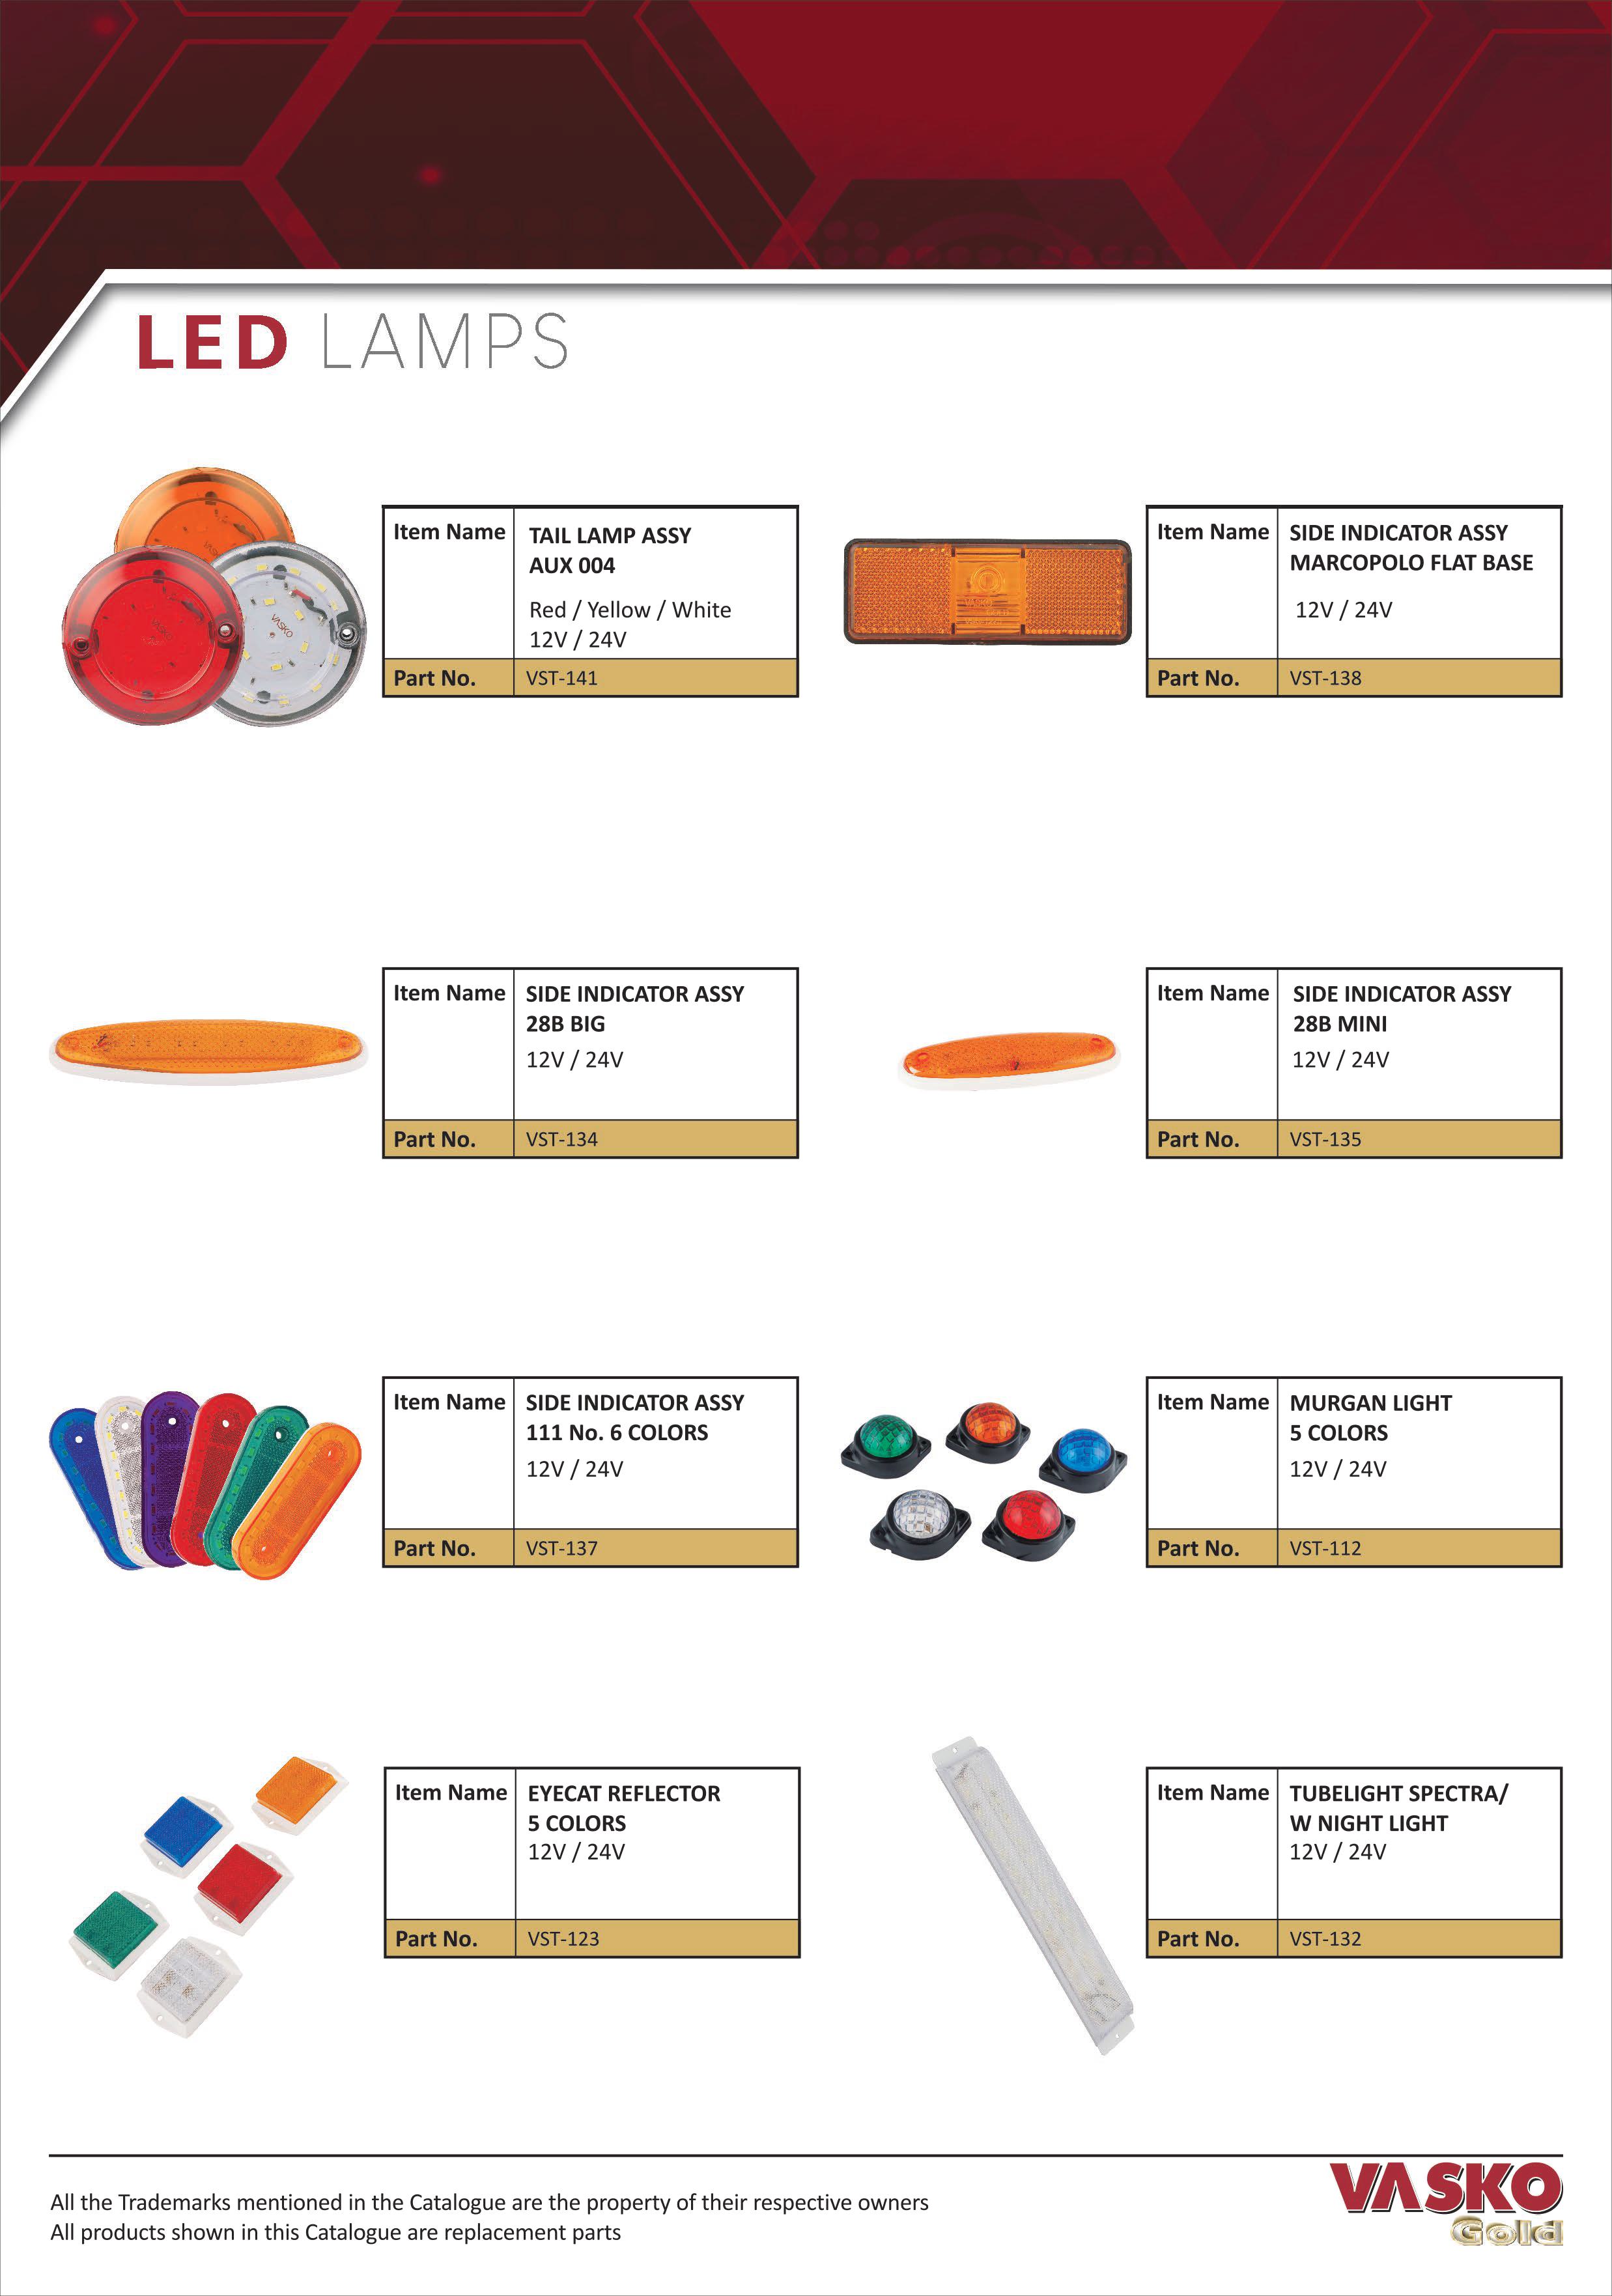 LED LAMPS
Item Name
TAIL LAMP ASSY
AUX 004
Red / Yellow / White
12V / 24V
Part No.
VST-141
Item Name
SIDE INDICATOR ASSY
MARCOPOLO FLAT BASE
12V / 24V
Part No.
VST-138
Item Name
SIDE INDICATOR ASSY
28B BIG
12V / 24V
Part No.
VST-134
Item Name
SIDE INDICATOR ASSY
28B MINI
12V / 24V
Part No.
VST-135
Item Name
SIDE INDICATOR ASSY
111 No. 6 COLORS
12V / 24V
Part No.
VST-137
Item Name
MURGAN LIGHT
5 COLORS
12V / 24V
Part No.
VST-112
Item Name
EYECAT REFLECTOR
5 COLORS
12V / 24V
Part No.
VST-123
Item Name
TUBELIGHT SPECTRA/
W NIGHT LIGHT
12V / 24V
Part No.
VST-132
VASKO
VASKO
All the Trademarks mentioned in the Catalogue are the property of their respective owners
All products shown in this Catalogue are replacement parts
VASKO
Gold